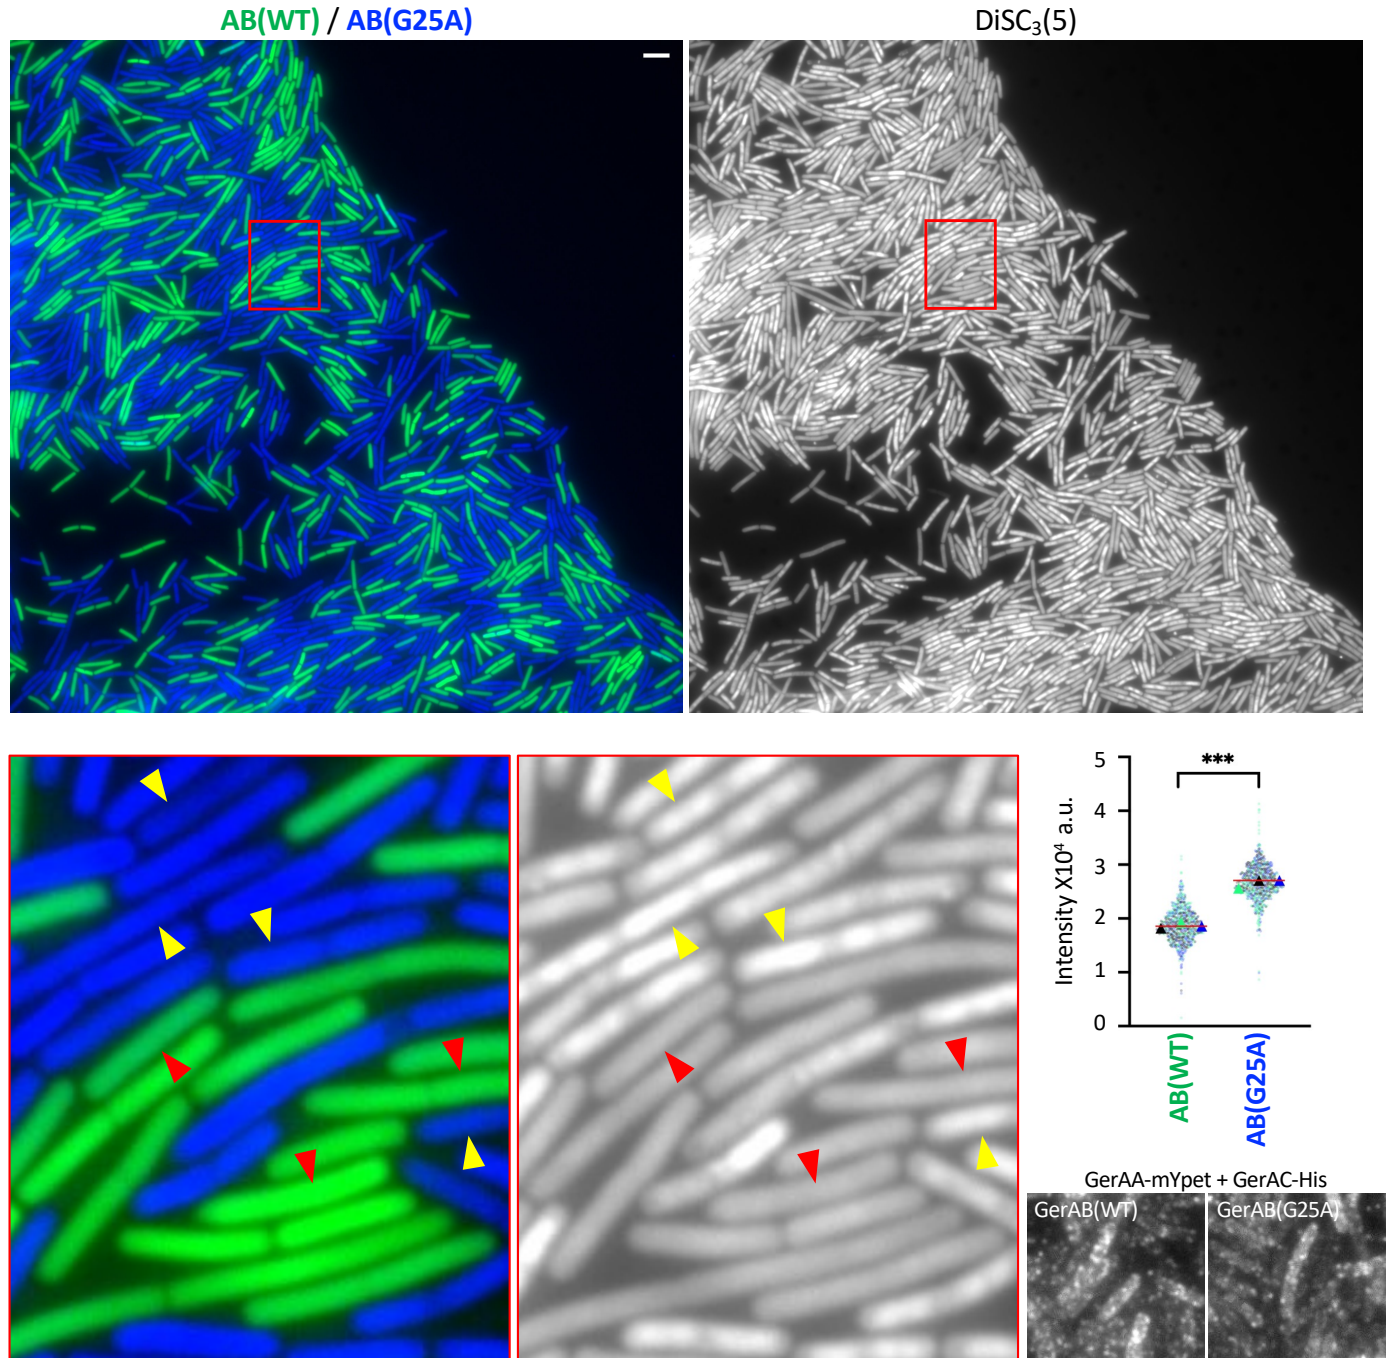 AB(WT) / AB(G25A)
DiSC₃(5)
5
4
3
2
1
0
Intensity X10⁴ a.u.
***
AB(WT)
AB(G25A)
GerAA-mYpet + GerAC-His
GerAB(WT)
GerAB(G25A)